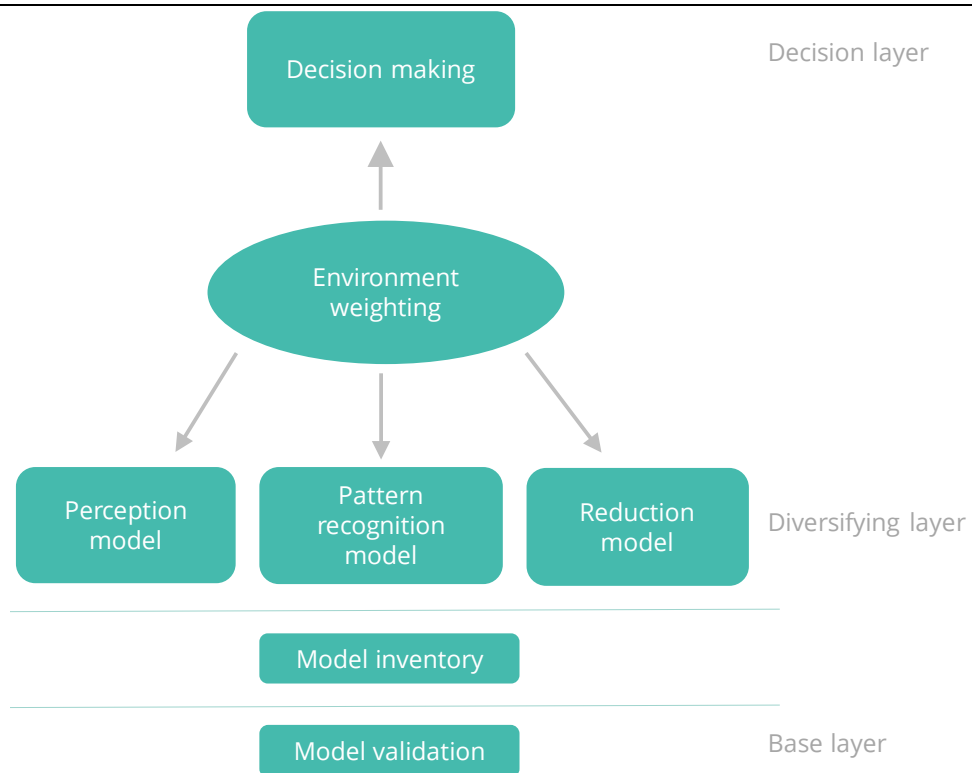 Decision making
Decision layer
Environment
weighting
Perception
model
Pattern
recognition
model
Reduction
model
Diversifying layer
Model inventory
Model validation
Base layer